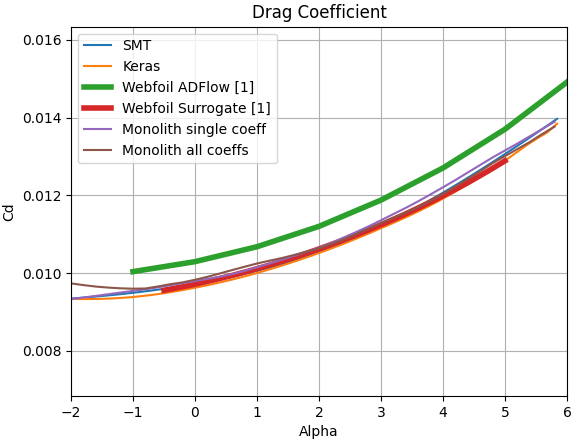 Drag Coefficient
0.016
0.014
0.012
0.010
0.008
Cd
SMT
Keras
Webfoil ADFlow [1]
Webfoil Surrogate [1]
Monolith single coeff
Monolith all coeffs
−2 −1 0 1 2 3 4 5 6
Alpha